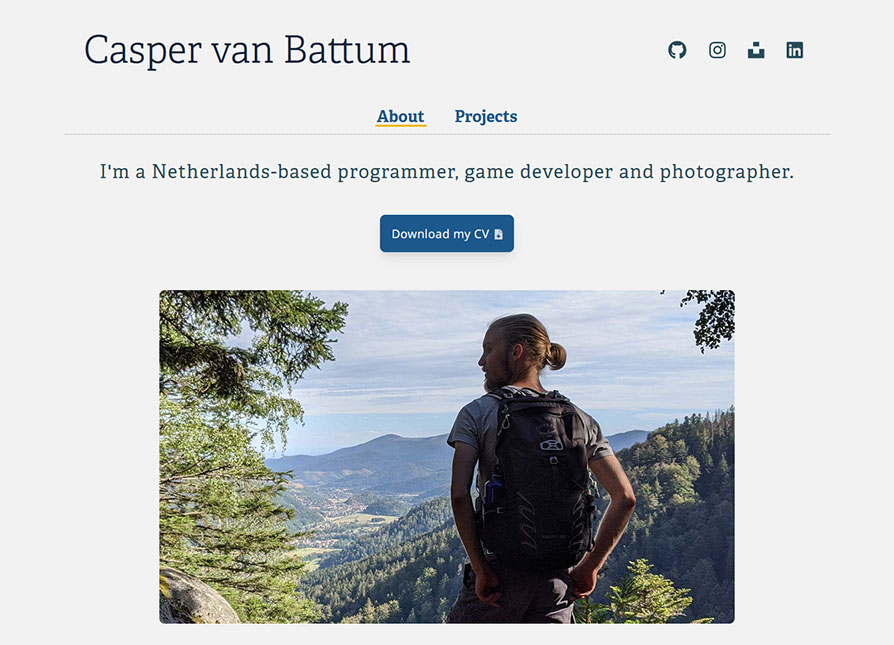 Casper van Battum
About Projects
I'm a Netherlands-based programmer, game developer and photographer.
Download my CV